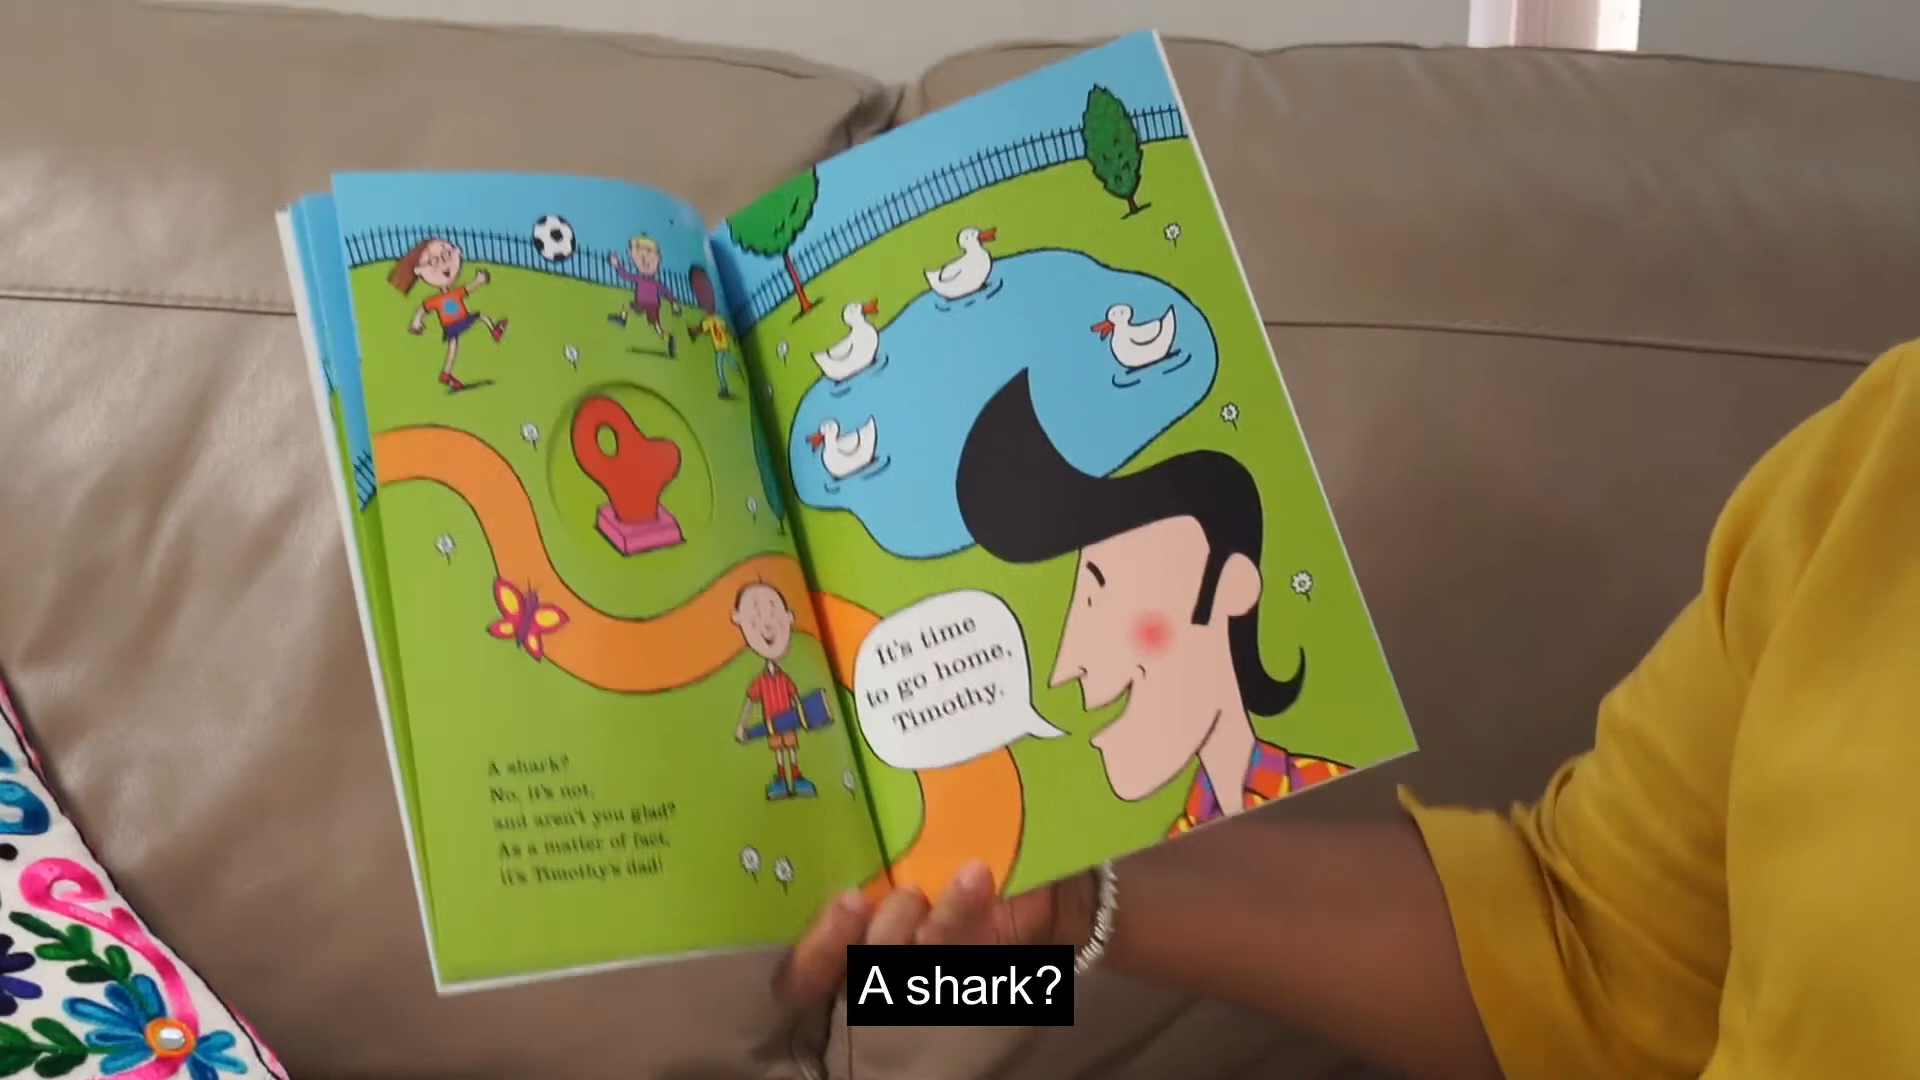 A shark?
No, it's not,
and aren't you glad?
As a matter of fact,
it's Timothy's dad!
It's time
to go home,
Timothy.
A shark?